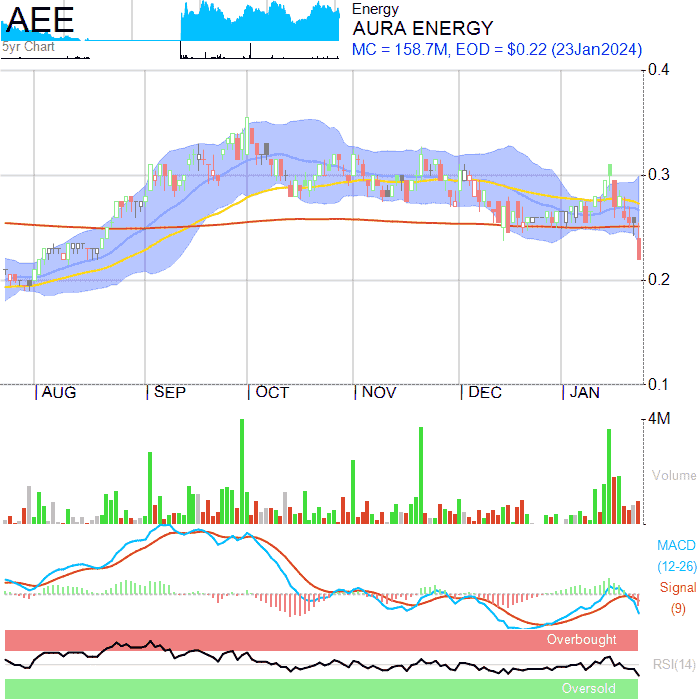 AEE
5yr Chart
Energy
AURA ENERGY
MC = 158.7M, EOD = $0.22 (23Jan2024)
0.4
0.3
0.2
0.1
AUG SEP OCT NOV DEC JAN
4M
Volume
MACD
(12-26)
Signal
(9)
Overbought
RSI(14)
Oversold